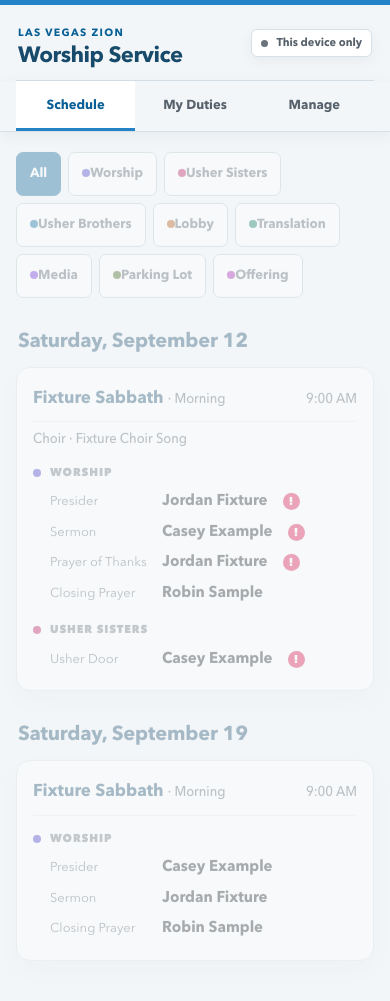 LAS VEGAS ZION
Worship Service
This device only
Schedule My Duties Manage
All Worship Usher Sisters
Usher Brothers Lobby Translation
Media Parking Lot Offering
Saturday, September 12
Fixture Sabbath · Morning 9:00 AM
Choir · Fixture Choir Song
WORSHIP
Presider Jordan Fixture !
Sermon Casey Example !
Prayer of Thanks Jordan Fixture !
Closing Prayer Robin Sample
USHER SISTERS
Usher Door Casey Example !
Saturday, September 19
Fixture Sabbath · Morning 9:00 AM
WORSHIP
Presider Casey Example
Sermon Jordan Fixture
Closing Prayer Robin Sample